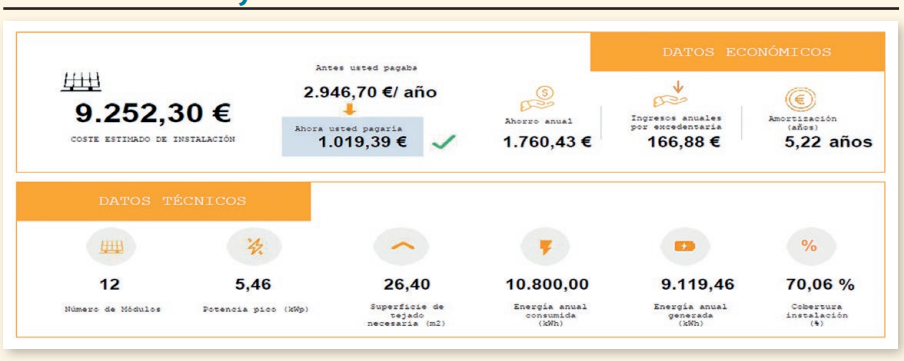 DATOS ECONÓMICOS
9.252,30 €
COSTE ESTIMADO DE INSTALACIÓN
Antes usted pagaba
2.946,70 €/ año
Ahora usted pagaría
1.019,39 €
Ahorro anual
1.760,43 €
Ingresos anuales
por excedentaria
166,88 €
Amortización
(años)
5,22 años
DATOS TÉCNICOS
12
Número de Módulos
5,46
Potencia pico (kWp)
26,40
Superficie de
tejado
necesaria (m2)
10.800,00
Energía anual
consumida
(kWh)
9.119,46
Energía anual
generada
(kWh)
%
70,06 %
Cobertura
instalación
(%)